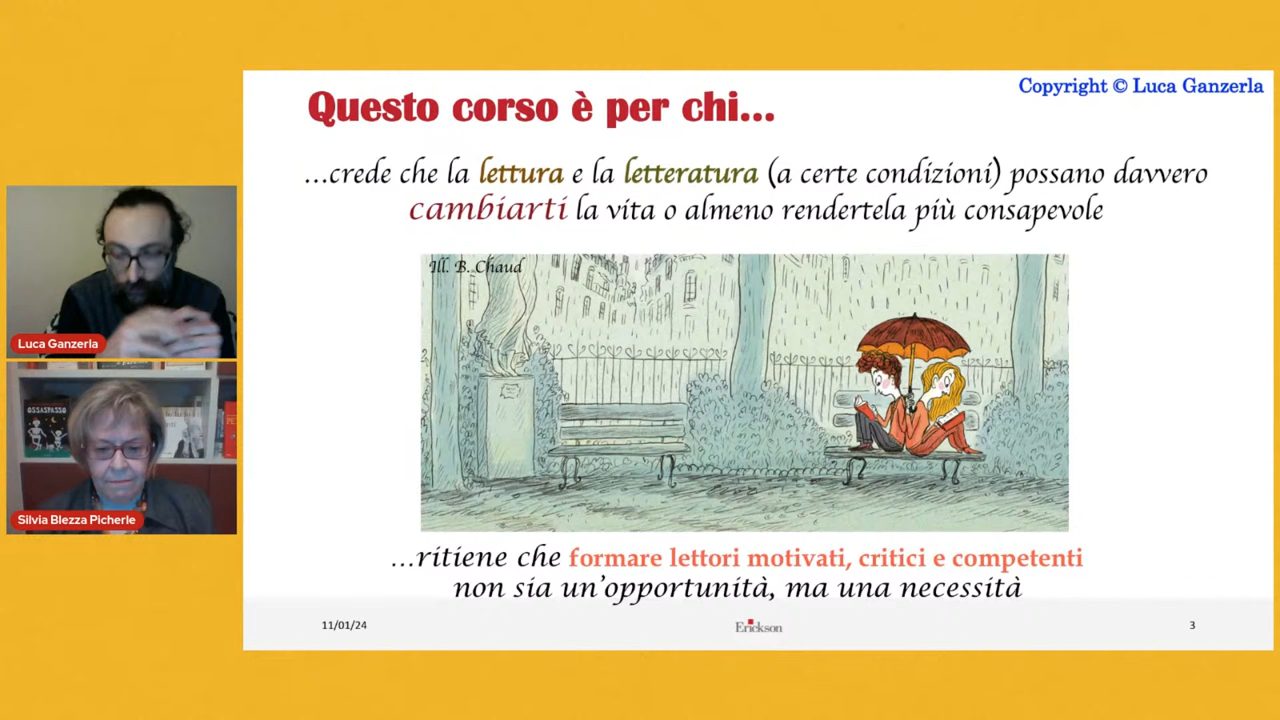 Copyright © Luca Ganzerla
Questo corso è per chi...
...crede che la lettura e la letteratura (a certe condizioni) possano davvero
cambiarti la vita o almeno rendertela più consapevole
Ill. B. Chaud
Luca Ganzerla
OSSASPASSO
Silvia Blezza Picherle
...ritiene che formare lettori motivati, critici e competenti
non sia un'opportunità, ma una necessità
11/01/24
Erickson
3